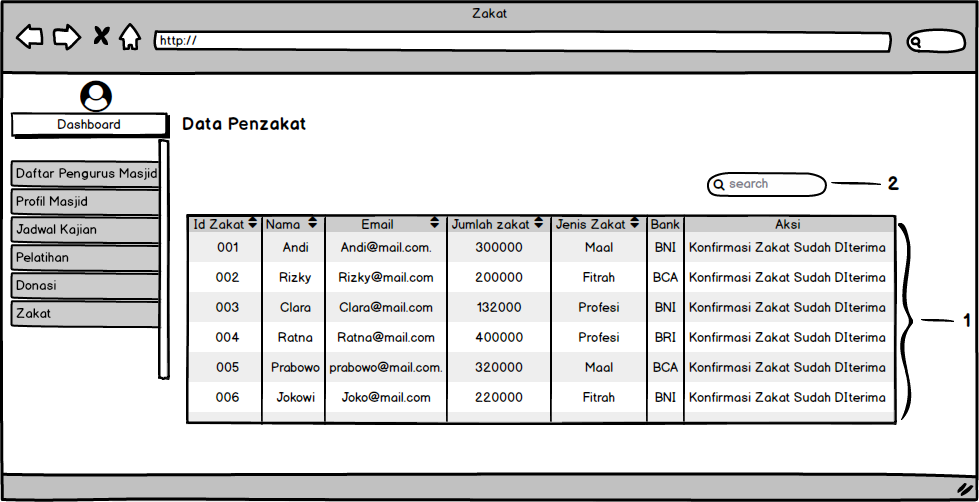 Zakat
http://
Dashboard
Data Penzakat
Daftar Pengurus Masjid
Profil Masjid
Jadwal Kajian
Pelatihan
Donasi
Zakat
search
2
Id Zakat Nama Email Jumlah zakat Jenis Zakat Bank Aksi
001 Andi Andi@mail.com. 300000 Maal BNI Konfirmasi Zakat Sudah DIterima
002 Rizky Rizky@mail.com 200000 Fitrah BCA Konfirmasi Zakat Sudah DIterima
003 Clara Clara@mail.com 132000 Profesi BNI Konfirmasi Zakat Sudah DIterima
004 Ratna Ratna@mail.com 400000 Profesi BRI Konfirmasi Zakat Sudah DIterima
005 Prabowo prabowo@mail.com. 320000 Maal BCA Konfirmasi Zakat Sudah DIterima
006 Jokowi Joko@mail.com 220000 Fitrah BNI Konfirmasi Zakat Sudah DIterima
1